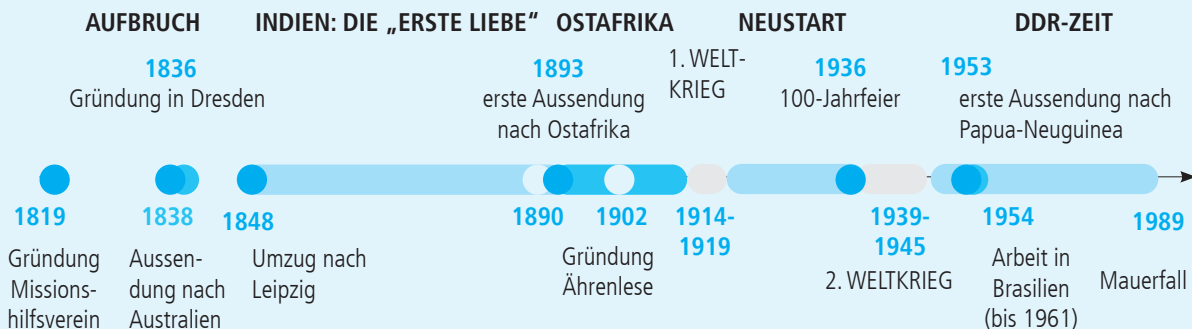 AUFBRUCH
INDIEN: DIE „ERSTE LIEBE“
OSTAFRIKA
NEUSTART
DDR-ZEIT
1836
Gründung in Dresden
1893
erste Aussendung
nach Ostafrika
1. WELT-
KRIEG
1936
100-Jahrfeier
1953
erste Aussendung nach
Papua-Neuguinea
1819
Gründung
Missions-
hilfsverein
1838
Aussen-
dung nach
Australien
1848
Umzug nach
Leipzig
1890
1902
Gründung
Ährenlese
1914-
1919
1939-
1945
2. WELTKRIEG
1954
Arbeit in
Brasilien
(bis 1961)
1989
Mauerfall